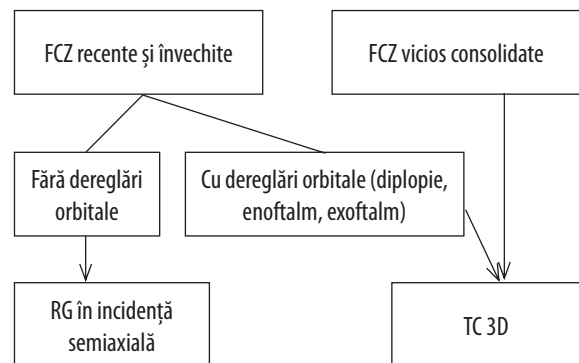 FCZ recente și învechite
FCZ vicios consolidate
Fără dereglări
orbitale
Cu dereglări orbitale (diplopie,
enoftalm, exoftalm)
RG în incidență
semiaxială
TC 3D